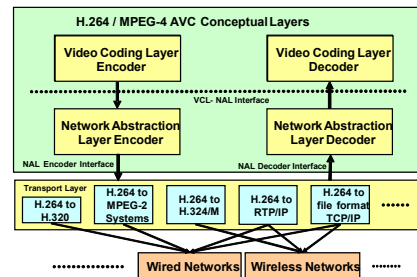 H.264 / MPEG-4 AVC Conceptual Layers
Video Coding Layer
Encoder
Video Coding Layer
Decoder
VCL- NAL Interface
Network Abstraction
Layer Encoder
Network Abstraction
Layer Decoder
NAL Encoder Interface
NAL Decoder Interface
Transport Layer
H.264 to
H.320
H.264 to
MPEG-2
Systems
H.264 to
H.324/M
H.264 to
RTP/IP
H.264 to
file format
TCP/IP
Wired Networks
Wireless Networks